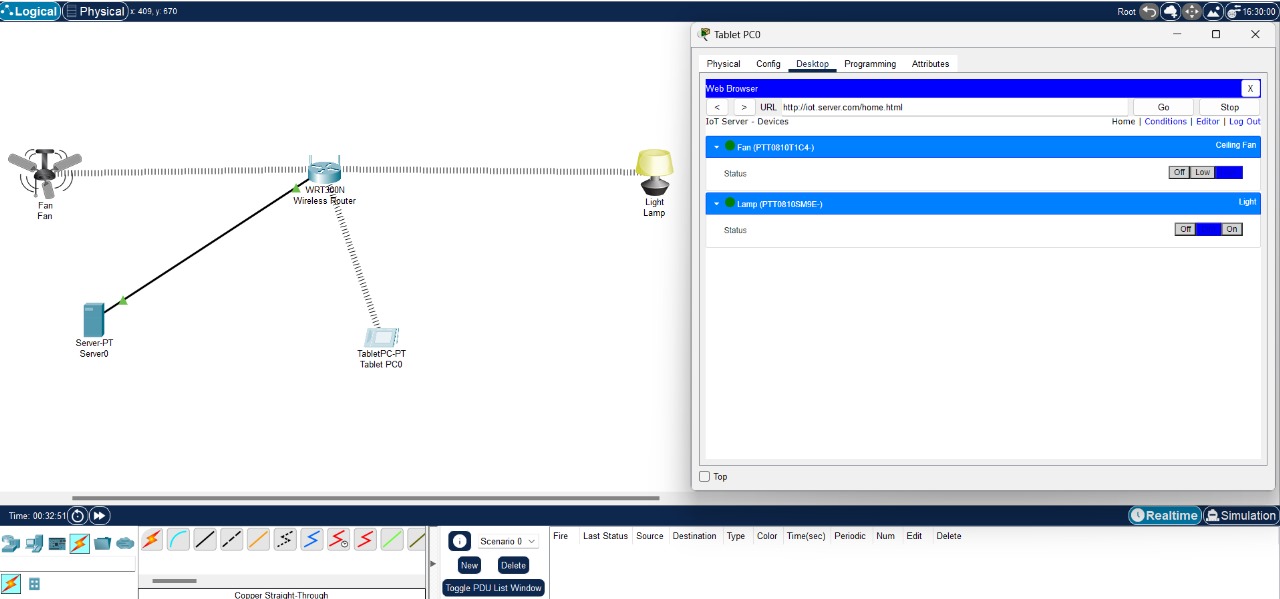 Logical Physical x: 409, y: 670 Root 16:30:00
Tablet PC0
Physical Config Desktop Programming Attributes
Web Browser X
< > URL http://iot.server.com/home.html Go Stop
IoT Server - Devices Home | Conditions | Editor | Log Out
Fan (PTT0810T1C4-) Ceiling Fan
Status Off Low
Lamp (PTT0810SM9E-) Light
Status Off On
Top
Fan
Fan
WRT300N
Wireless Router
Light
Lamp
Server-PT
Server0
TabletPC-PT
Tablet PC0
Time: 00:32:51 Realtime Simulation
Scenario 0
New Delete
Toggle PDU List Window
Fire Last Status Source Destination Type Color Time(sec) Periodic Num Edit Delete
Copper Straight-Through